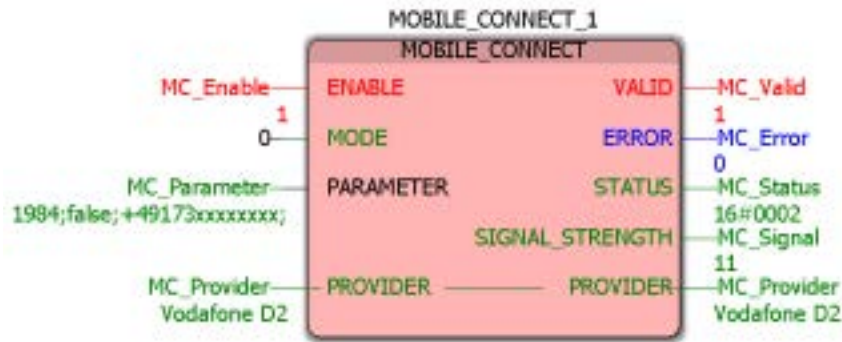 MOBILE_CONNECT_1
MOBILE_CONNECT
MC_Enable ENABLE VALID MC_Valid
1 1
0 MODE ERROR MC_Error
0
MC_Parameter PARAMETER STATUS MC_Status
1984;false;+49173xxxxxxxx; 16#0002
SIGNAL_STRENGTH MC_Signal
11
MC_Provider PROVIDER PROVIDER MC_Provider
Vodafone D2 Vodafone D2